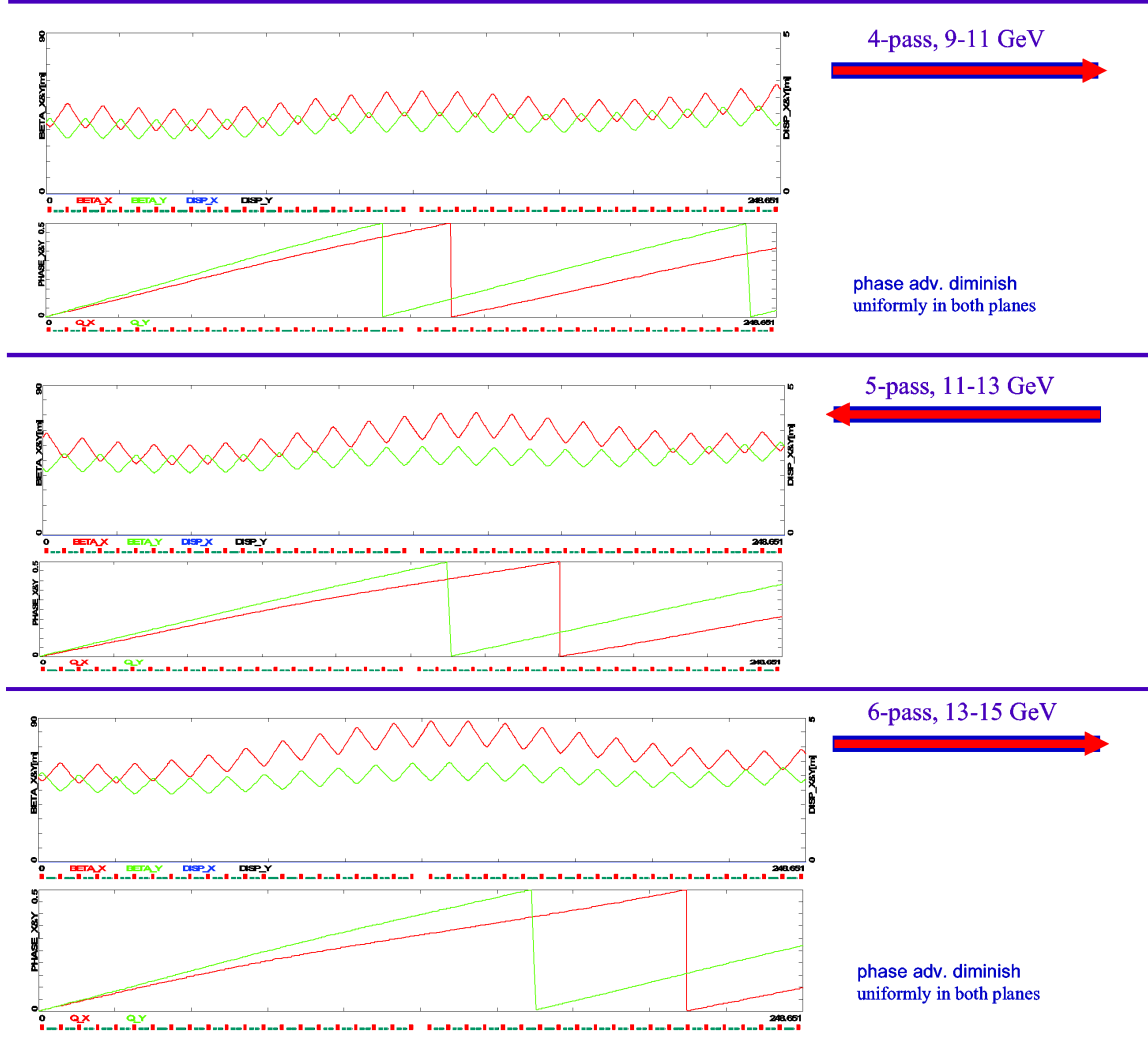 4-pass, 9-11 GeV
90
5
BETA_X&Y[m]
DISP_X&Y[m]
0
0
0 BETA_X BETA_Y DISP_X DISP_Y 248.651
0.5
PHASE_X&Y
0
0 Q_X Q_Y 248.651
phase adv. diminish
uniformly in both planes
5-pass, 11-13 GeV
90
5
BETA_X&Y[m]
DISP_X&Y[m]
0
0
0 BETA_X BETA_Y DISP_X DISP_Y 248.651
0.5
PHASE_X&Y
0
0 Q_X Q_Y 248.651
6-pass, 13-15 GeV
90
5
BETA_X&Y[m]
DISP_X&Y[m]
0
0
0 BETA_X BETA_Y DISP_X DISP_Y 248.651
0.5
PHASE_X&Y
0
0 Q_X Q_Y 248.651
phase adv. diminish
uniformly in both planes